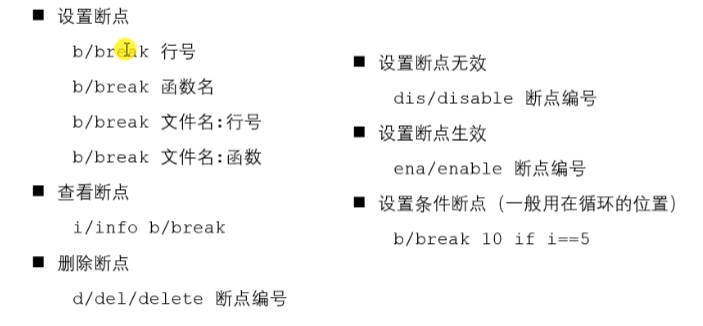 ■ 设置断点
b/break 行号
b/break 函数名
b/break 文件名:行号
b/break 文件名:函数
■ 查看断点
i/info b/break
■ 删除断点
d/del/delete 断点编号
■ 设置断点无效
dis/disable 断点编号
■ 设置断点生效
ena/enable 断点编号
■ 设置条件断点（一般用在循环的位置）
b/break 10 if i==5